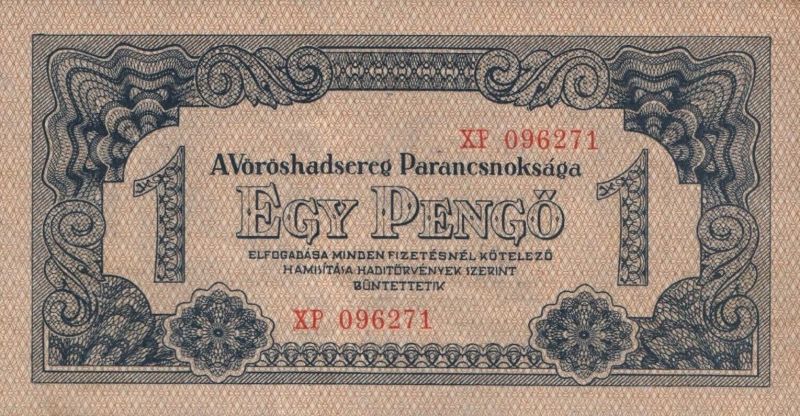 XP 096271
A Vöröshadsereg Parancsnoksága
1 EGY PENGŐ 1
ELFOGADÁSA MINDEN FIZETÉSNÉL KÖTELEZŐ
HAMISÍTÁSA HADITÖRVÉNYEK SZERINT
BÜNTETTETIK
XP 096271